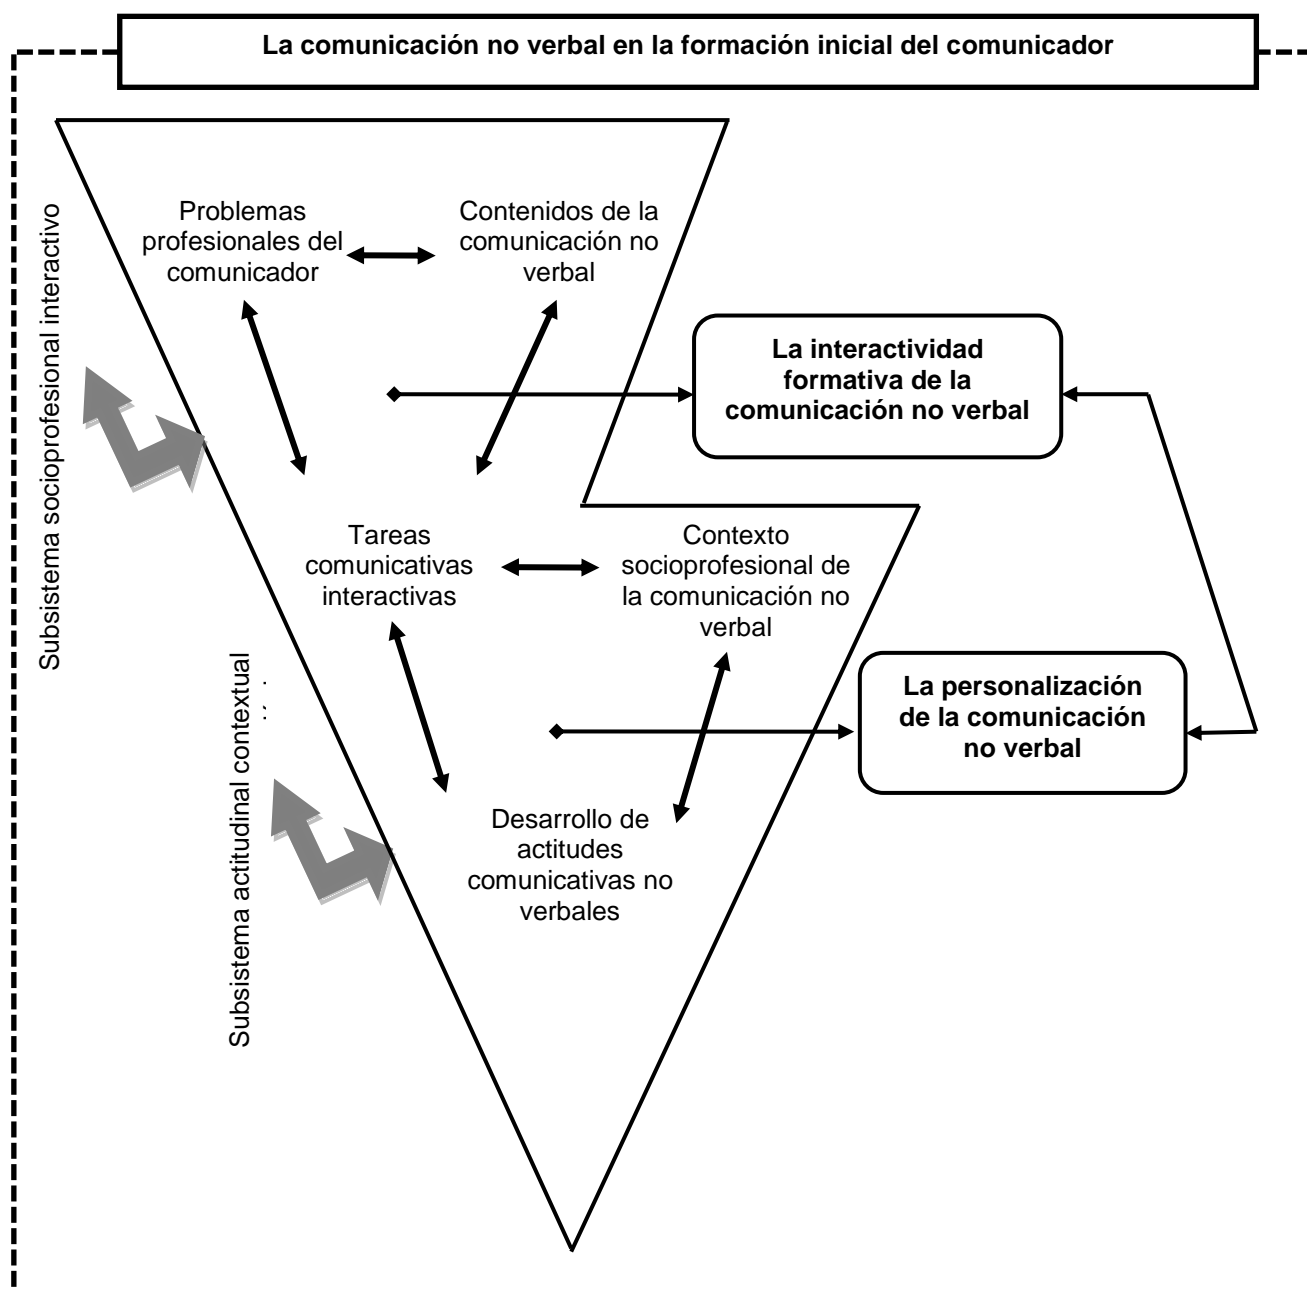 La comunicación no verbal en la formación inicial del comunicador
Problemas
profesionales del
comunicador
Contenidos de la
comunicación no
verbal
Subsistema socioprofesional interactivo
La interactividad
formativa de la
comunicación no verbal
Tareas
comunicativas
interactivas
Contexto
socioprofesional de
la comunicación no
verbal
Subsistema actitudinal contextual
La personalización
de la comunicación
no verbal
Desarrollo de
actitudes
comunicativas no
verbales